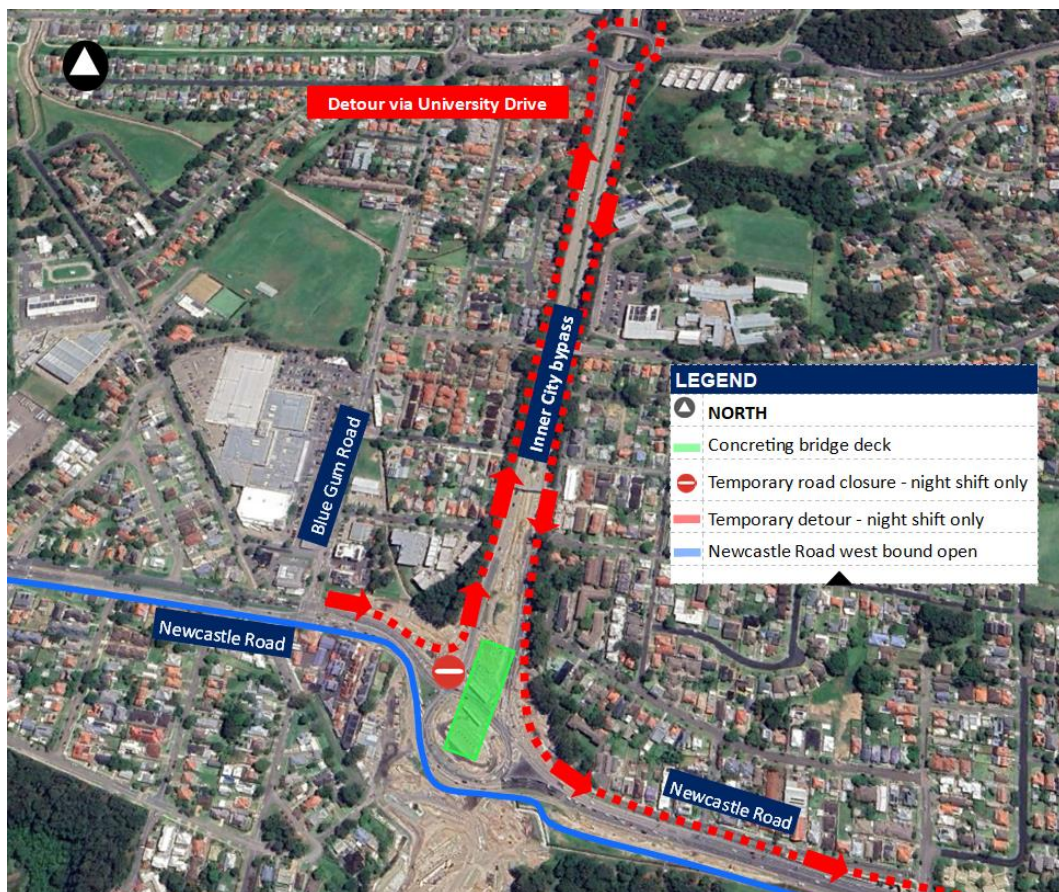 Detour via University Drive
Inner City bypass
LEGEND
NORTH
Concreting bridge deck
Temporary road closure - night shift only
Temporary detour - night shift only
Newcastle Road west bound open
Blue Gum Road
Newcastle Road
Newcastle Road